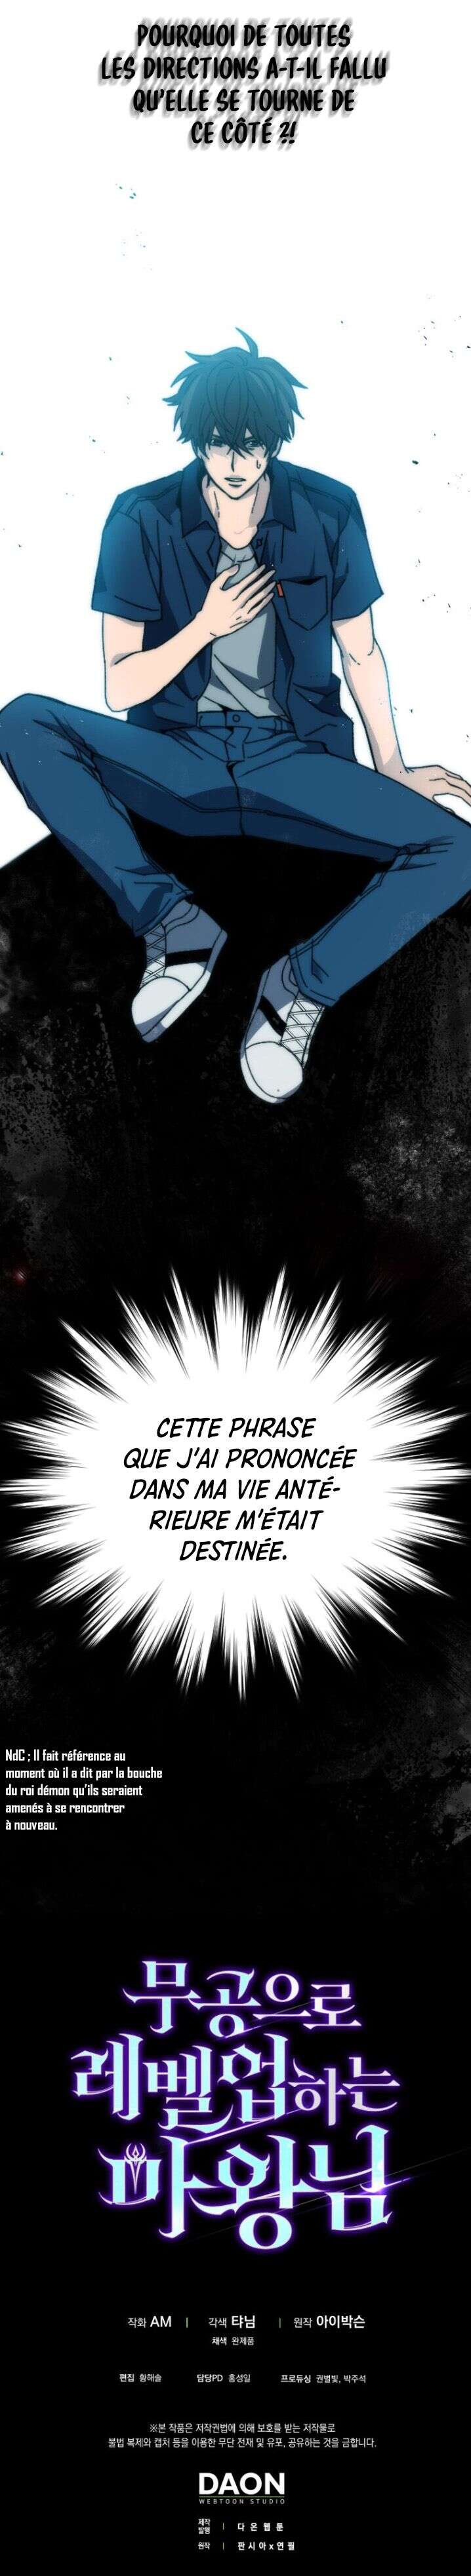 POURQUOI DE TOUTES
LES DIRECTIONS A-T-IL FALLU
QU'ELLE SE TOURNE DE
CE CÔTÉ ?!
CETTE PHRASE
QUE J'AI PRONONCÉE
DANS MA VIE ANTÉ-
RIEURE M'ÉTAIT
DESTINÉE.
NdC ; Il fait référence au
moment où il a dit par la bouche
du roi démon qu'ils seraient
amenés à se rencontrer
à nouveau.
무공으로
레벨업하는
마왕님
작화 AM | 각색 탸님 | 원작 아이박슨
채색 완제품
편집 황해솔 담당PD 홍성일 프로듀싱 권별빛, 박주석
※본 작품은 저작권법에 의해 보호를 받는 저작물로
불법 복제와 캡처 등을 이용한 무단 전재 및 유포, 공유하는 것을 금합니다.
DAON
WEBTOON STUDIO
제작
발행 | 다온웹툰
원작 | 판시아x연필